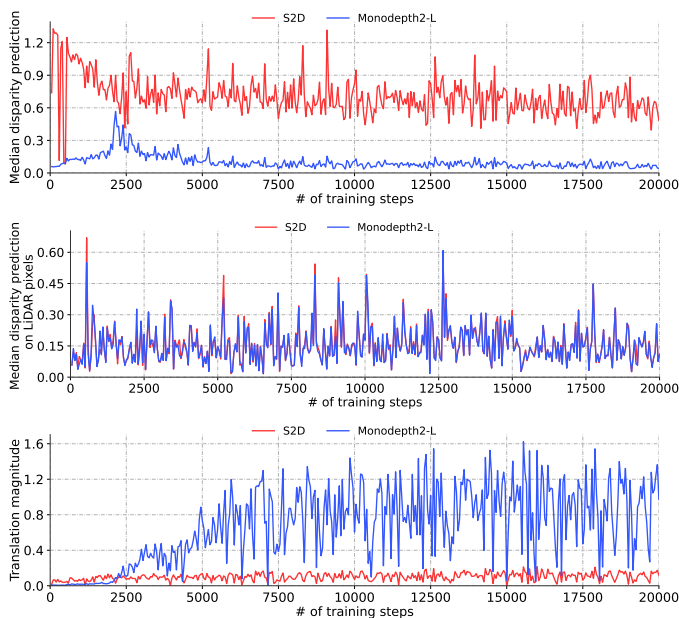 S2D Monodepth2-L
Median disparity prediction
1.2
0.9
0.6
0.3
0.0
0 2500 5000 7500 10000 12500 15000 17500 20000
# of training steps
S2D Monodepth2-L
Median disparity prediction
on LIDAR pixels
0.60
0.45
0.30
0.15
0.00
0 2500 5000 7500 10000 12500 15000 17500 20000
# of training steps
S2D Monodepth2-L
Translation magnitude
1.6
1.2
0.8
0.4
0.0
0 2500 5000 7500 10000 12500 15000 17500 20000
# of training steps